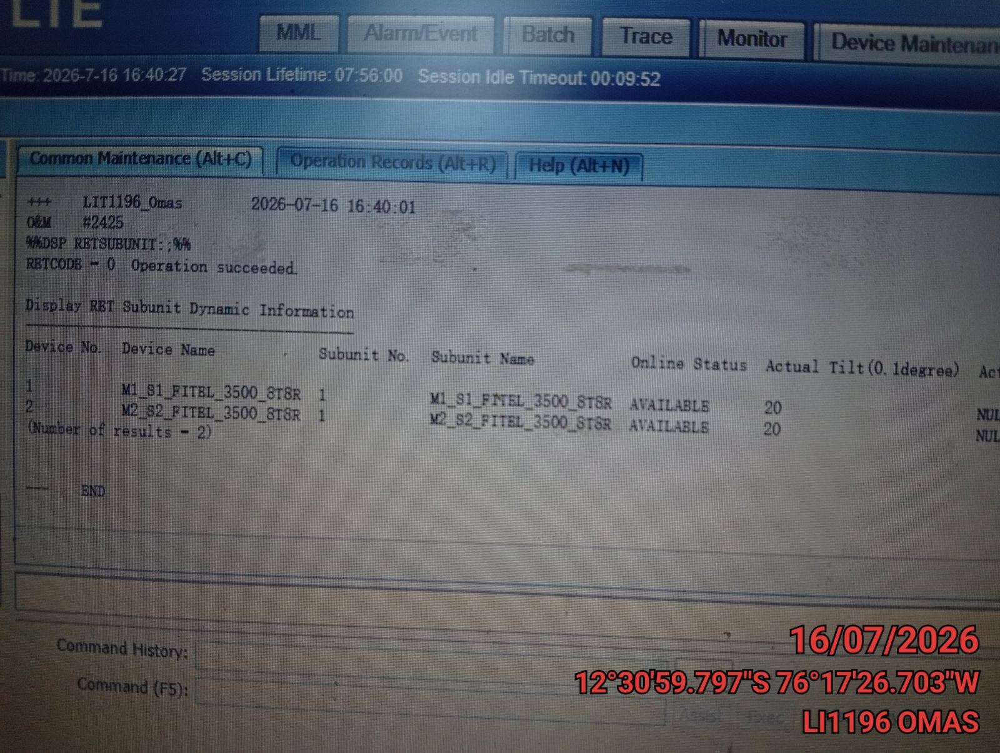 LTE
MML Alarm/Event Batch Trace Monitor Device Maintenan
Time: 2026-7-16 16:40:27 Session Lifetime: 07:56:00 Session Idle Timeout: 00:09:52
Common Maintenance (Alt+C) Operation Records (Alt+R) Help (Alt+N)
+++ LIT1196_Omas 2026-07-16 16:40:01
O&M #2425
%%DSP RETSUBUNIT:;%%
RETCODE = 0 Operation succeeded.
Display RET Subunit Dynamic Information
Device No. Device Name Subunit No. Subunit Name Online Status Actual Tilt(0.1degree) Act
1 M1_S1_FITEL_3500_8T8R 1 M1_S1_FITEL_3500_8T8R AVAILABLE 20 NUL
2 M2_S2_FITEL_3500_8T8R 1 M2_S2_FITEL_3500_8T8R AVAILABLE 20 NUL
(Number of results = 2)
--- END
Command History:
Command (F5):
Assist Exec
16/07/2026
12°30'59.797"S 76°17'26.703"W
LI1196 OMAS